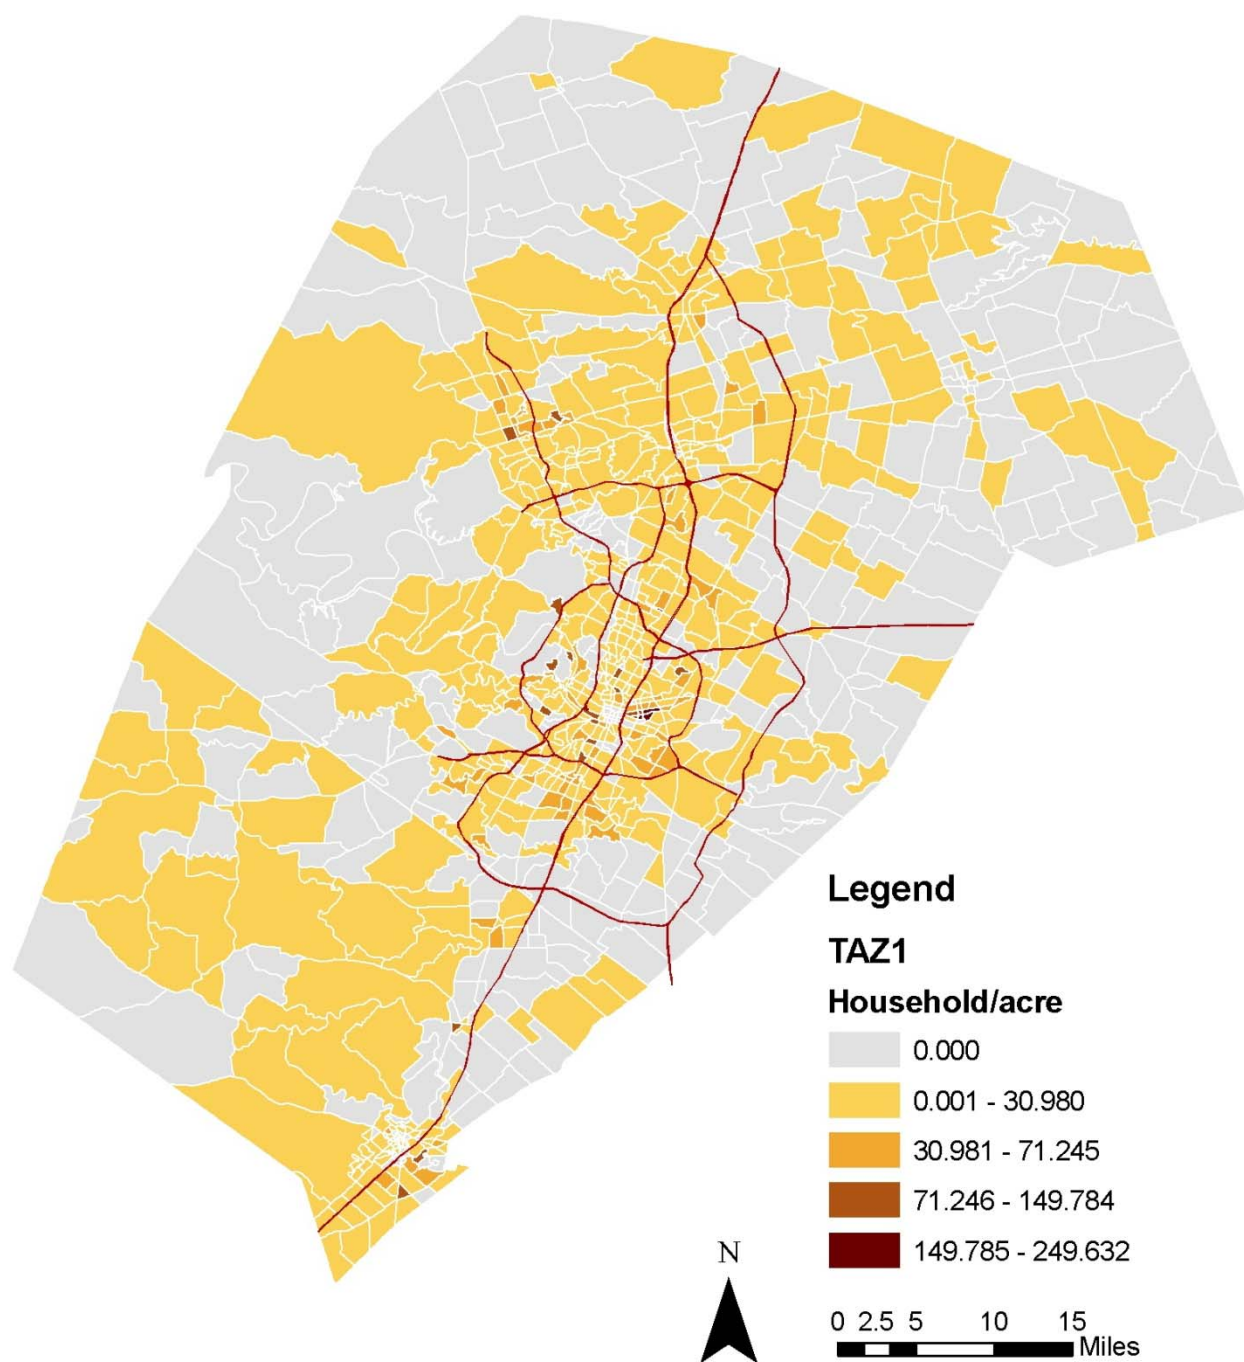 Legend
TAZ1
Household/acre
0.000
0.001 - 30.980
30.981 - 71.245
71.246 - 149.784
149.785 - 249.632
N
0 2.5 5 10 15
Miles